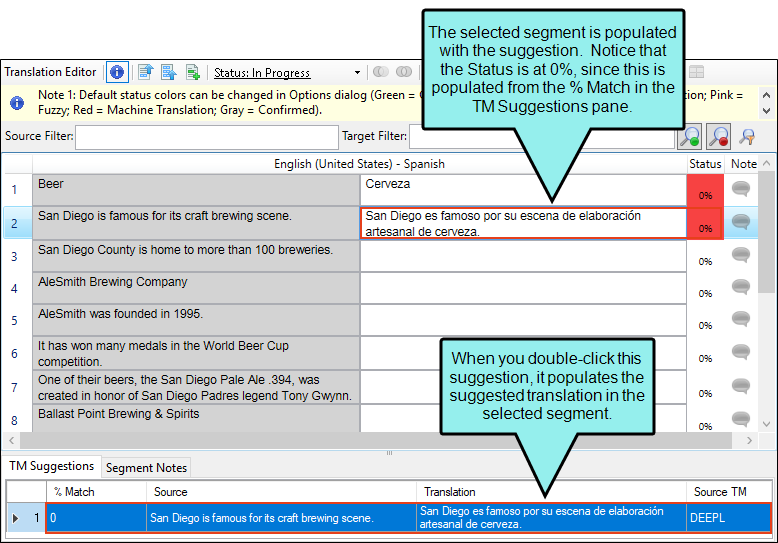 The selected segment is populated
with the suggestion. Notice that
the Status is at 0%, since this is
populated from the % Match in the
TM Suggestions pane.
Translation Editor
Status: In Progress
Note 1: Default status colors can be changed in Options dialog (Green =
tion; Pink =
Fuzzy; Red = Machine Translation; Gray = Confirmed).
Source Filter:
Target Filter:
English (United States) - Spanish
Status
Note
1
Beer
Cerveza
0%
2
San Diego is famous for its craft brewing scene.
San Diego es famoso por su escena de elaboración
artesanal de cerveza.
0%
3
San Diego County is home to more than 100 breweries.
0%
4
AleSmith Brewing Company
0%
5
AleSmith was founded in 1995.
0%
6
It has won many medals in the World Beer Cup
competition.
0%
7
One of their beers, the San Diego Pale Ale .394, was
created in honor of San Diego Padres legend Tony Gwynn.
0%
8
Ballast Point Brewing & Spirits
0%
When you double-click this
suggestion, it populates the
suggested translation in the
selected segment.
TM Suggestions
Segment Notes
% Match
Source
Translation
Source TM
1
0
San Diego is famous for its craft brewing scene.
San Diego es famoso por su escena de elaboración
artesanal de cerveza.
DEEPL